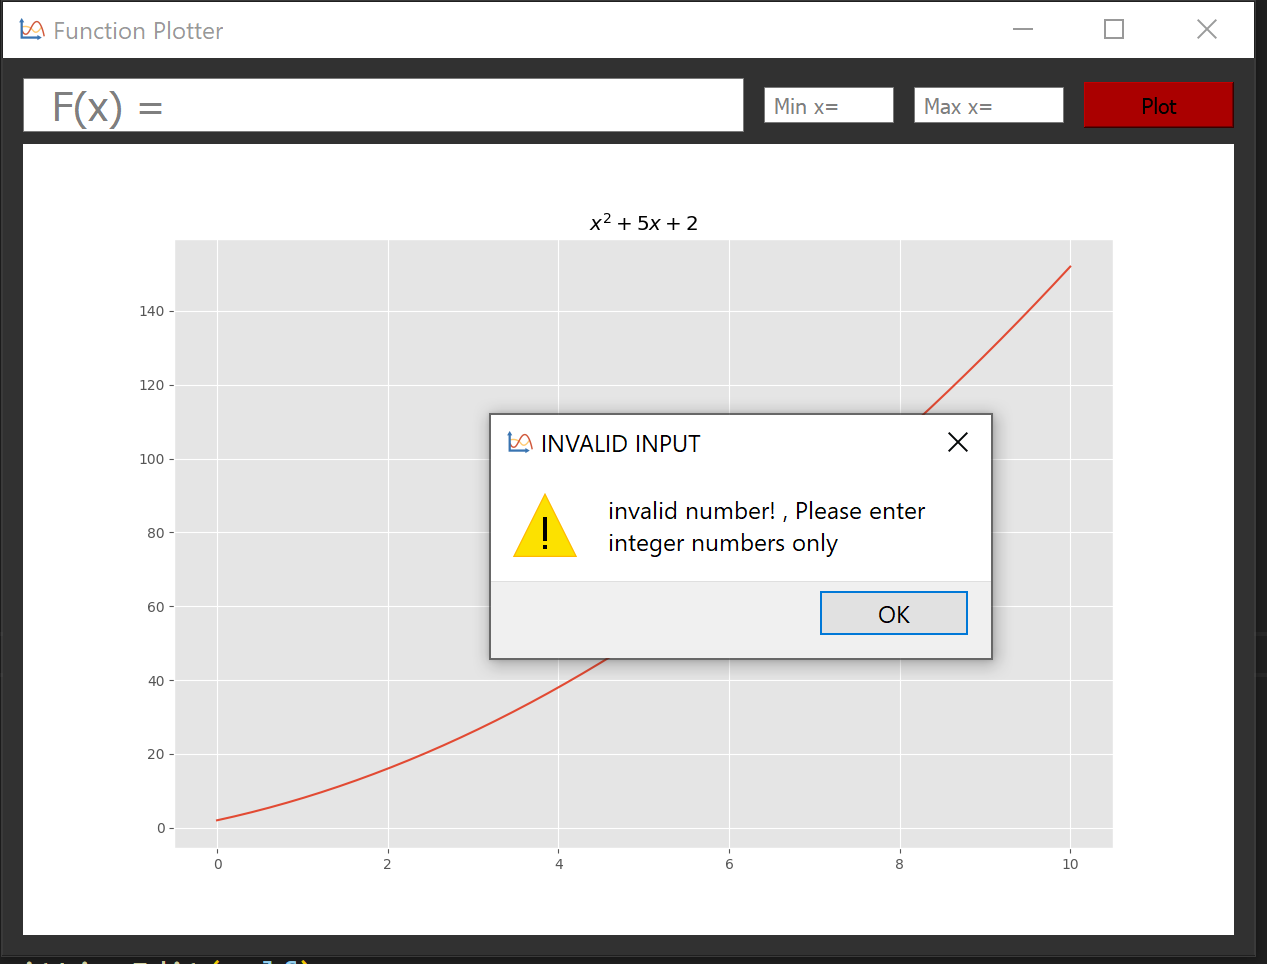 Function Plotter
F(x) =
Min x=
Max x=
Plot
x² + 5x + 2
140
120
100
80
60
40
20
0
0 2 4 6 8 10
INVALID INPUT
invalid number! , Please enter
integer numbers only
OK